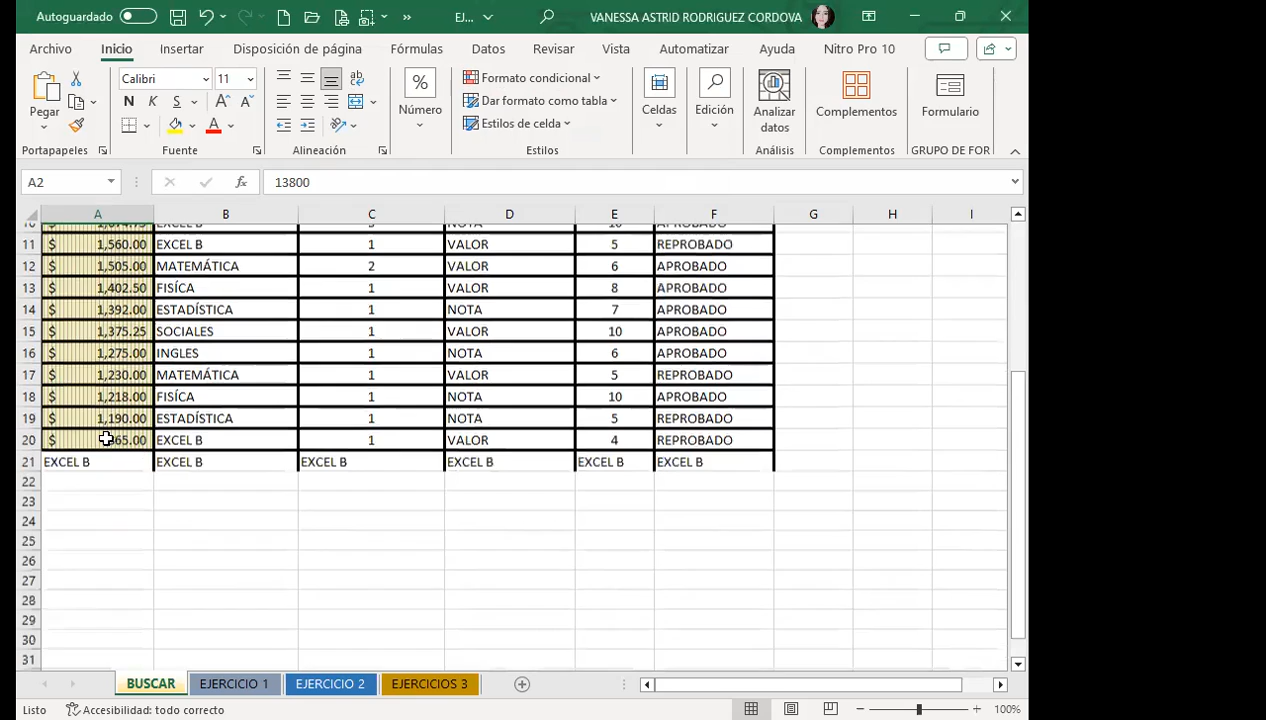 Autoguardado EJ... VANESSA ASTRID RODRIGUEZ CORDOVA
Archivo Inicio Insertar Disposición de página Fórmulas Datos Revisar Vista Automatizar Ayuda Nitro Pro 10
Pegar Calibri 11 N K S Número Formato condicional Dar formato como tabla Estilos de celda Celdas Edición Analizar datos Complementos Formulario
Portapapeles Fuente Alineación Estilos Análisis Complementos GRUPO DE FOR
A2 fx 13800
A B C D E F G H I
11 $ 1,560.00 EXCEL B 1 VALOR 5 REPROBADO
12 $ 1,505.00 MATEMÁTICA 2 VALOR 6 APROBADO
13 $ 1,402.50 FISÍCA 1 VALOR 8 APROBADO
14 $ 1,392.00 ESTADÍSTICA 1 NOTA 7 APROBADO
15 $ 1,375.25 SOCIALES 1 VALOR 10 APROBADO
16 $ 1,275.00 INGLES 1 NOTA 6 APROBADO
17 $ 1,230.00 MATEMÁTICA 1 VALOR 5 REPROBADO
18 $ 1,218.00 FISÍCA 1 NOTA 10 APROBADO
19 $ 1,190.00 ESTADÍSTICA 1 NOTA 5 REPROBADO
20 $ EXCEL B 1 VALOR 4 REPROBADO
21 EXCEL B EXCEL B EXCEL B EXCEL B EXCEL B EXCEL B
22
23
24
25
26
27
28
29
30
31
BUSCAR EJERCICIO 1 EJERCICIO 2 EJERCICIOS 3
Listo Accesibilidad: todo correcto 100%